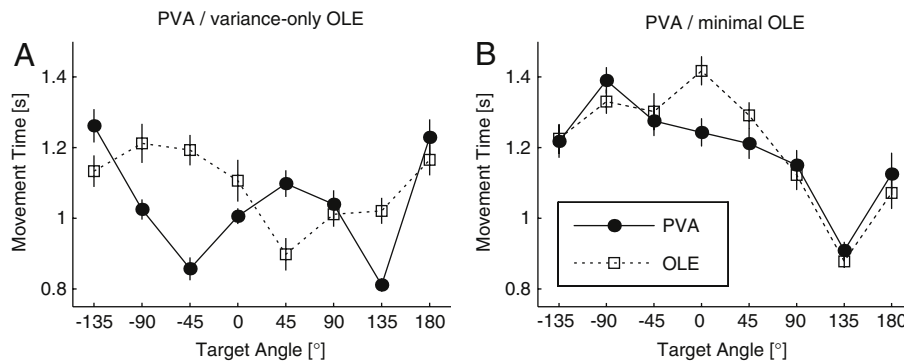 PVA / variance-only OLE
A
Movement Time [s]
1.4
1.2
1
0.8
-135 -90 -45 0 45 90 135 180
Target Angle [°]
PVA / minimal OLE
B
Movement Time [s]
1.4
1.2
1
0.8
PVA
OLE
-135 -90 -45 0 45 90 135 180
Target Angle [°]